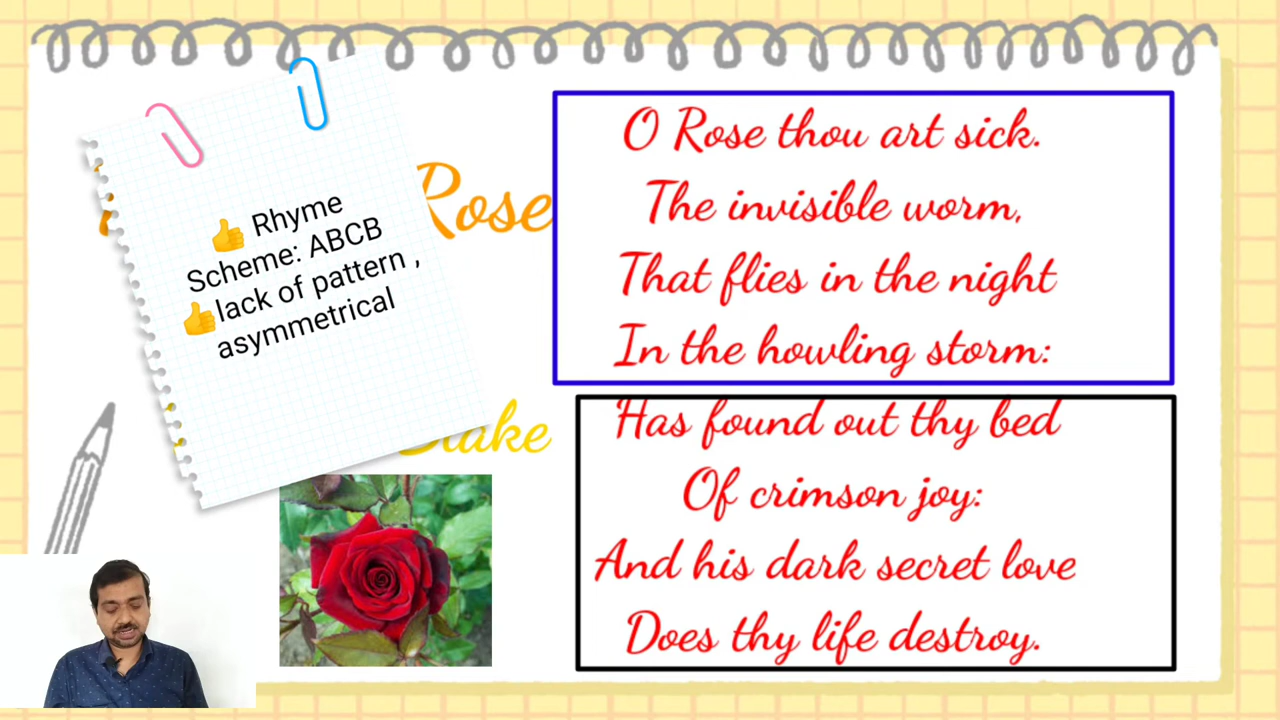 👍 Rhyme
Scheme: ABCB
👍lack of pattern ,
asymmetrical
Rose
Blake
O Rose thou art sick.
The invisible worm,
That flies in the night
In the howling storm:
Has found out thy bed
Of crimson joy:
And his dark secret love
Does thy life destroy.